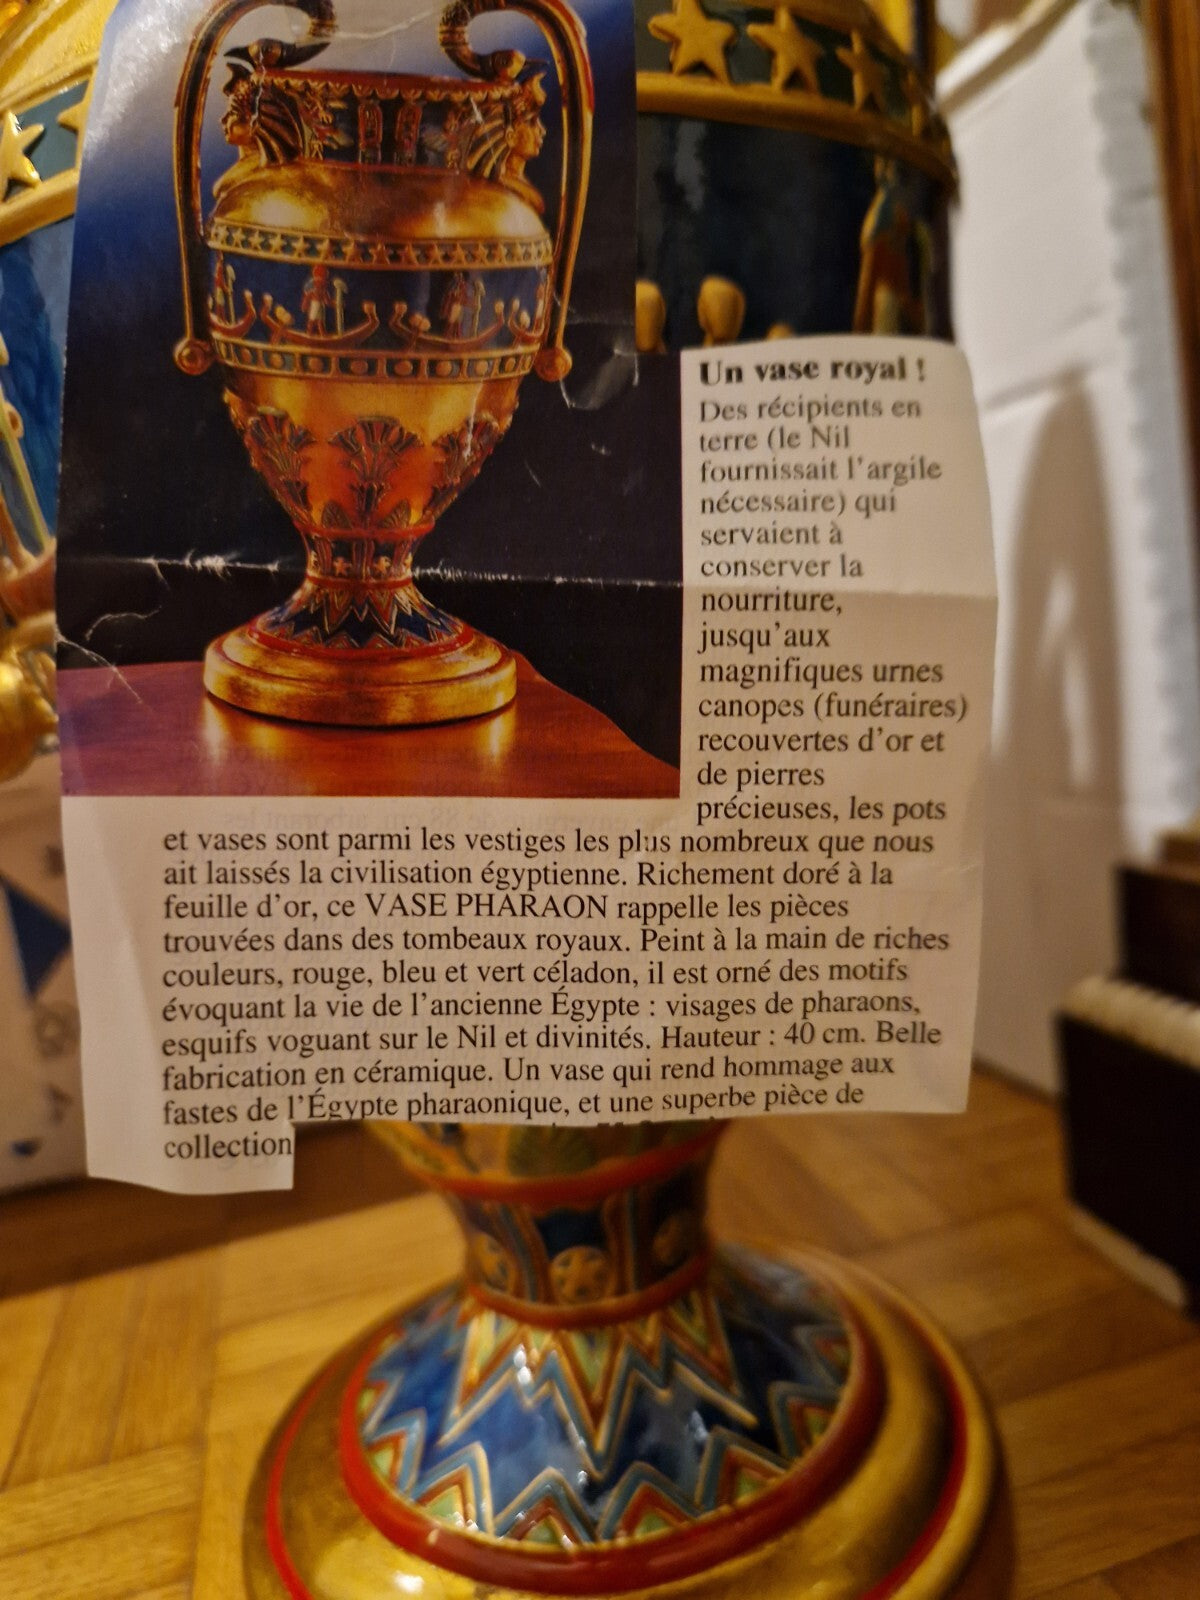 Un vase royal !
Des récipients en
terre (le Nil
fournissait l'argile
nécessaire) qui
servaient à
conserver la
nourriture,
jusqu'aux
magnifiques urnes
canopes (funéraires)
recouvertes d'or et
de pierres
précieuses, les pots
et vases sont parmi les vestiges les plus nombreux que nous
ait laissés la civilisation égyptienne. Richement doré à la
feuille d'or, ce VASE PHARAON rappelle les pièces
trouvées dans des tombeaux royaux. Peint à la main de riches
couleurs, rouge, bleu et vert céladon, il est orné des motifs
évoquant la vie de l'ancienne Égypte : visages de pharaons,
esquifs voguant sur le Nil et divinités. Hauteur : 40 cm. Belle
fabrication en céramique. Un vase qui rend hommage aux
fastes de l'Égypte pharaonique, et une superbe pièce de
collection